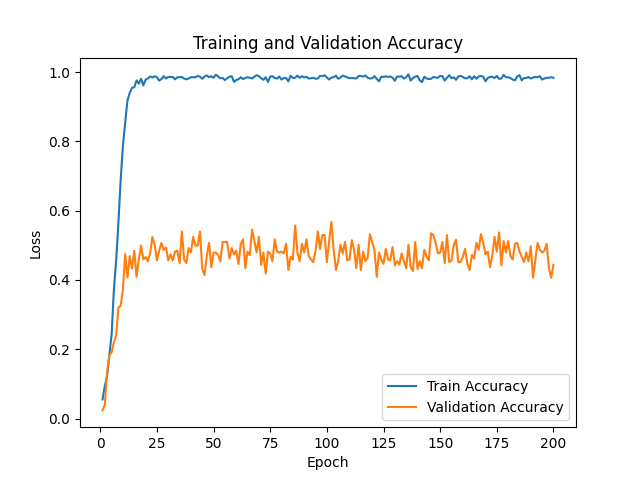 Training and Validation Accuracy
1.0
0.8
0.6
0.4
0.2
0.0
Loss
0 25 50 75 100 125 150 175 200
Epoch
Train Accuracy
Validation Accuracy